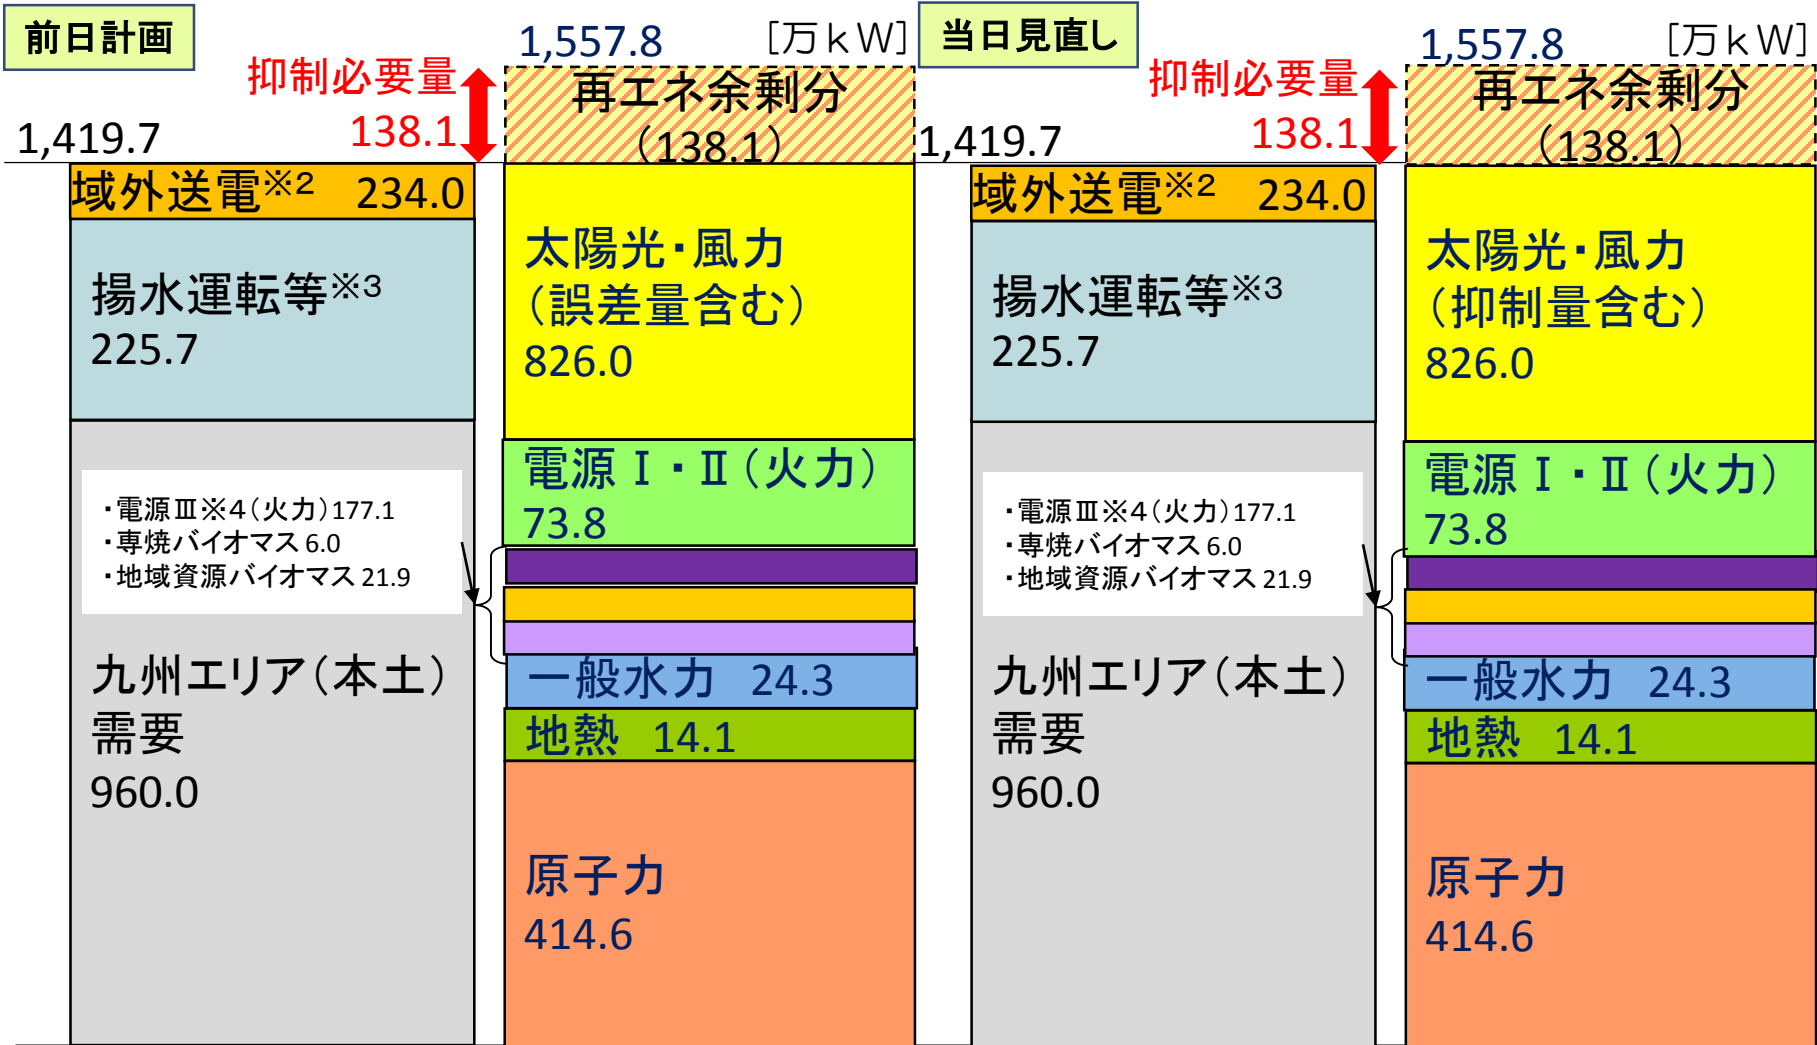 前日計画
1,557.8
[万kW]
抑制必要量
138.1
再エネ余剰分
(138.1)
1,419.7
域外送電※2 234.0
揚水運転等※3
225.7
・電源Ⅲ※4(火力)177.1
・専焼バイオマス 6.0
・地域資源バイオマス 21.9
九州エリア(本土)
需要
960.0
太陽光・風力
(誤差量含む)
826.0
電源Ⅰ・Ⅱ(火力)
73.8
一般水力 24.3
地熱 14.1
原子力
414.6
当日見直し
1,557.8
[万kW]
抑制必要量
138.1
再エネ余剰分
(138.1)
1,419.7
域外送電※2 234.0
揚水運転等※3
225.7
・電源Ⅲ※4(火力)177.1
・専焼バイオマス 6.0
・地域資源バイオマス 21.9
九州エリア(本土)
需要
960.0
太陽光・風力
(抑制量含む)
826.0
電源Ⅰ・Ⅱ(火力)
73.8
一般水力 24.3
地熱 14.1
原子力
414.6